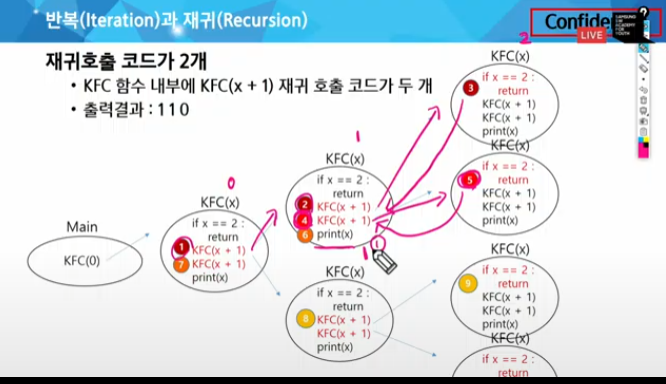 반복(Iteration)과 재귀(Recursion)
Confiden
LIVE
SAMSUNG
SW ACADEMY
FOR YOUTH
?
재귀호출 코드가 2개
• KFC 함수 내부에 KFC(x + 1) 재귀 호출 코드가 두 개
• 출력결과 : 1 1 0
Main
KFC(0)
0
KFC(x)
if x == 2 :
return
1 KFC(x + 1)
7 KFC(x + 1)
print(x)
1
KFC(x)
if x == 2 :
return
2 KFC(x + 1)
4 KFC(x + 1)
6 print(x)
1
1
KFC(x)
if x == 2 :
return
8 KFC(x + 1)
KFC(x + 1)
print(x)
2
KFC(x)
if x == 2 :
3 return
KFC(x + 1)
KFC(x + 1)
print(x)
KFC(x)
if x == 2 :
5 return
KFC(x + 1)
KFC(x + 1)
print(x)
KFC(x)
if x == 2 :
9 return
KFC(x + 1)
KFC(x + 1)
print(x)
KFC(x)
if x == 2 :
return